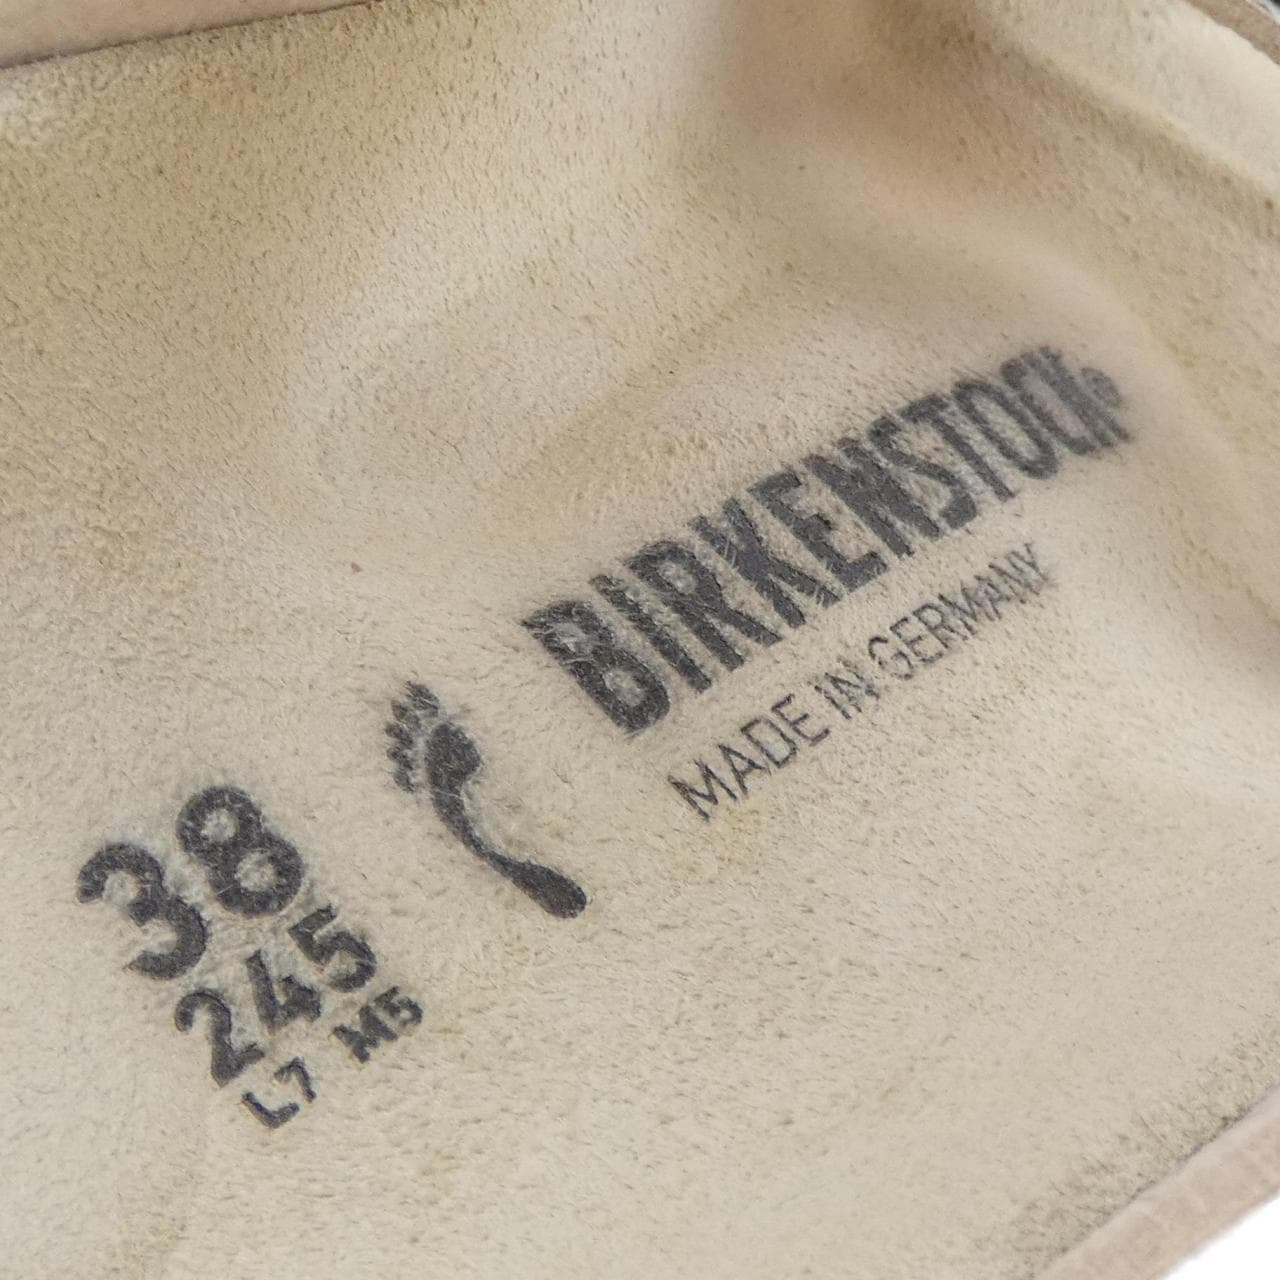 BIRKENSTOCK®
MADE IN GERMANY
38
245
L7 M5